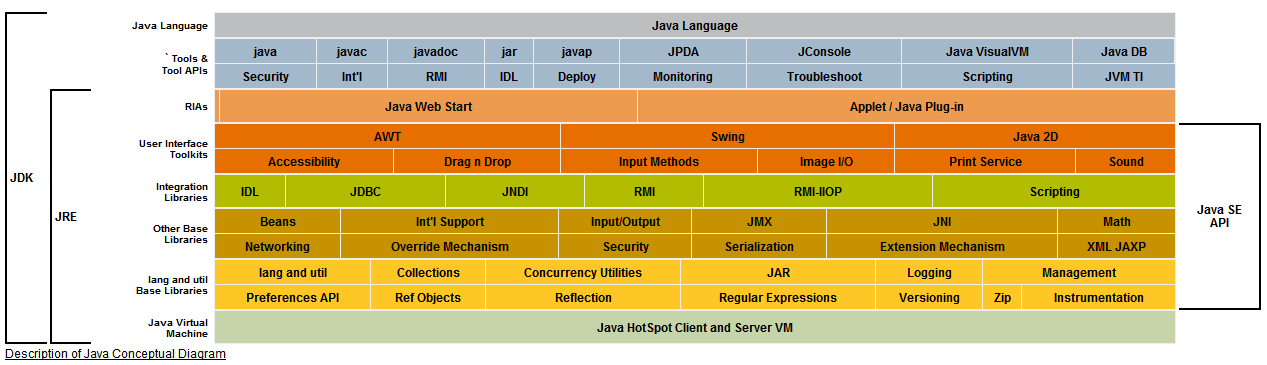 Java Language Java Language
` Tools & Tool APIs
java javac javadoc jar javap JPDA JConsole Java VisualVM Java DB
Security Int'l RMI IDL Deploy Monitoring Troubleshoot Scripting JVM TI
RIAs Java Web Start Applet / Java Plug-in
User Interface Toolkits
AWT Swing Java 2D
Accessibility Drag n Drop Input Methods Image I/O Print Service Sound
Integration Libraries
IDL JDBC JNDI RMI RMI-IIOP Scripting
JDK
JRE
Java SE API
Other Base Libraries
Beans Int'l Support Input/Output JMX JNI Math
Networking Override Mechanism Security Serialization Extension Mechanism XML JAXP
lang and util Base Libraries
lang and util Collections Concurrency Utilities JAR Logging Management
Preferences API Ref Objects Reflection Regular Expressions Versioning Zip Instrumentation
Java Virtual Machine
Java HotSpot Client and Server VM
Description of Java Conceptual Diagram